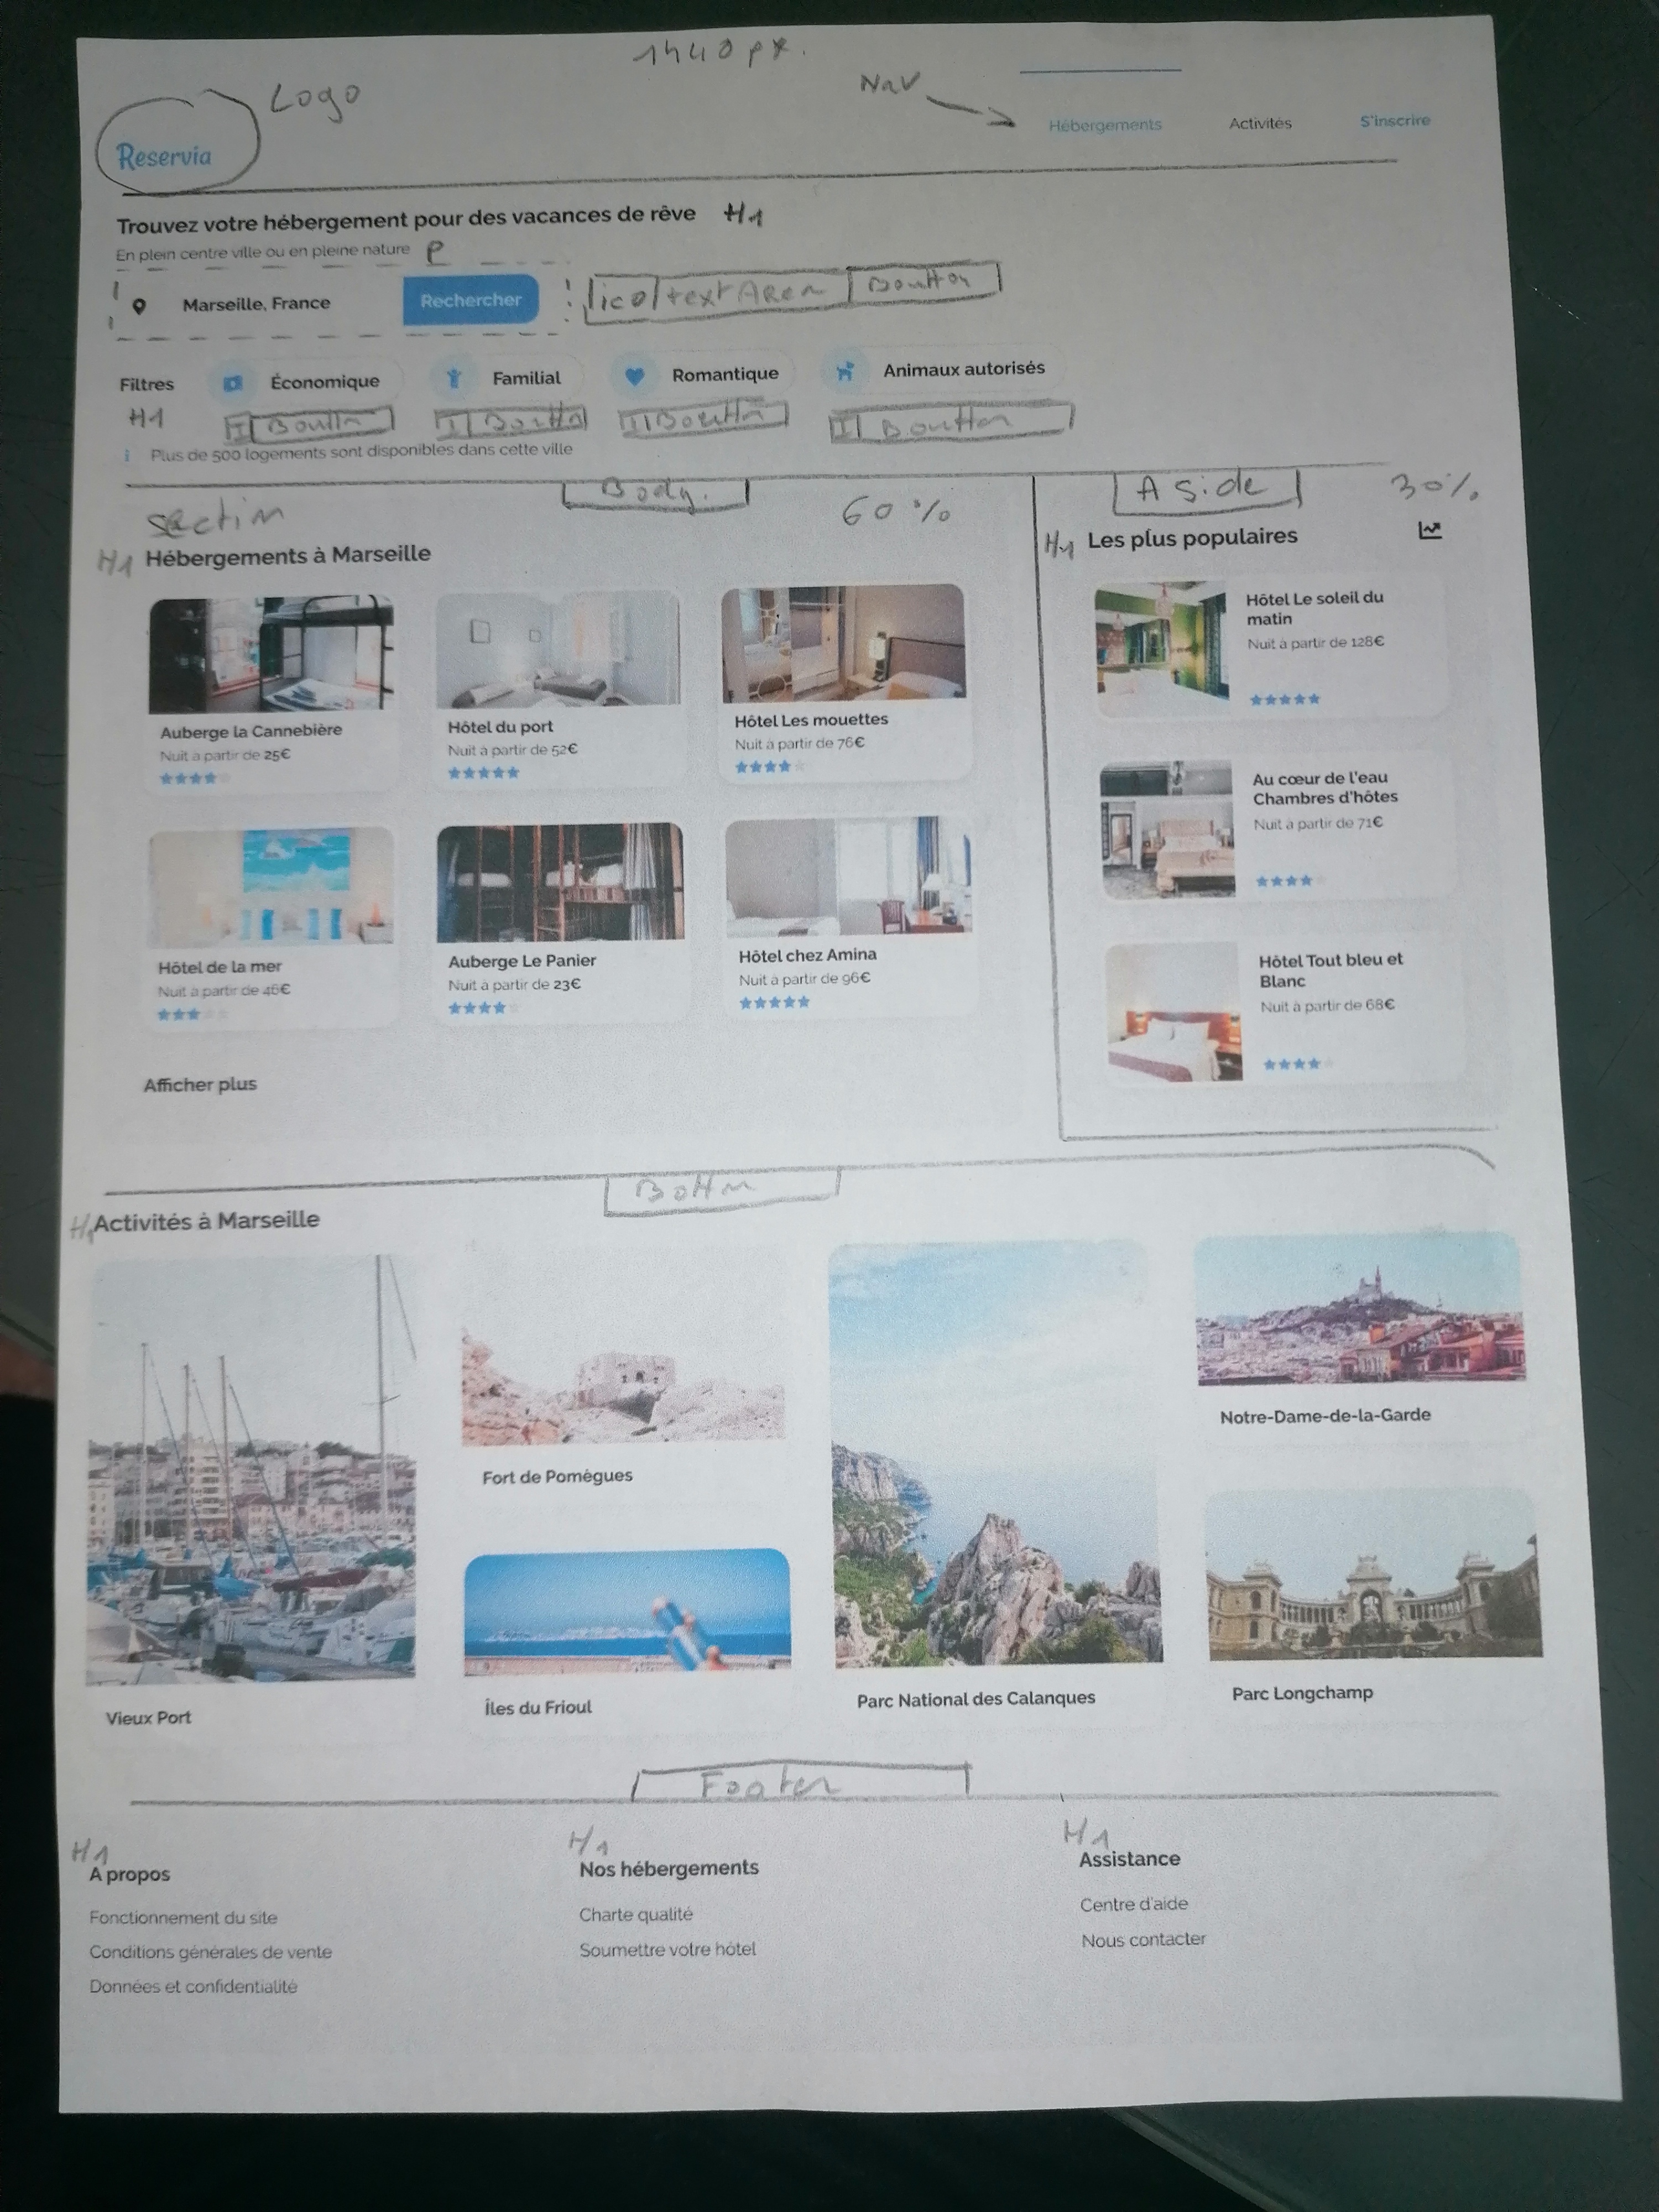 1440 px.
Logo
Nav
Reservia
Hébergements Activités S'inscrire
Trouvez votre hébergement pour des vacances de rêve H1
En plein centre ville ou en pleine nature P
Marseille, France Rechercher ico text Area Boutton
Filtres Économique Familial Romantique Animaux autorisés
H1 I Boutton I Boutton I Boutton I Boutton
i Plus de 500 logements sont disponibles dans cette ville
Body. Aside 30%
section 60%
H1 Hébergements à Marseille
H1 Les plus populaires
Auberge la Cannebière
Nuit à partir de 25€
Hôtel du port
Nuit à partir de 52€
Hôtel Les mouettes
Nuit à partir de 76€
Hôtel de la mer
Nuit à partir de 46€
Auberge Le Panier
Nuit à partir de 23€
Hôtel chez Amina
Nuit à partir de 96€
Afficher plus
Hôtel Le soleil du
matin
Nuit à partir de 128€
Au cœur de l'eau
Chambres d'hôtes
Nuit à partir de 71€
Hôtel Tout bleu et
Blanc
Nuit à partir de 68€
H1 Activités à Marseille
Vieux Port
Fort de Pomègues
Îles du Frioul
Parc National des Calanques
Notre-Dame-de-la-Garde
Parc Longchamp
Footer
H1
A propos
Fonctionnement du site
Conditions générales de vente
Données et confidentialité
H1
Nos hébergements
Charte qualité
Soumettre votre hôtel
H1
Assistance
Centre d'aide
Nous contacter